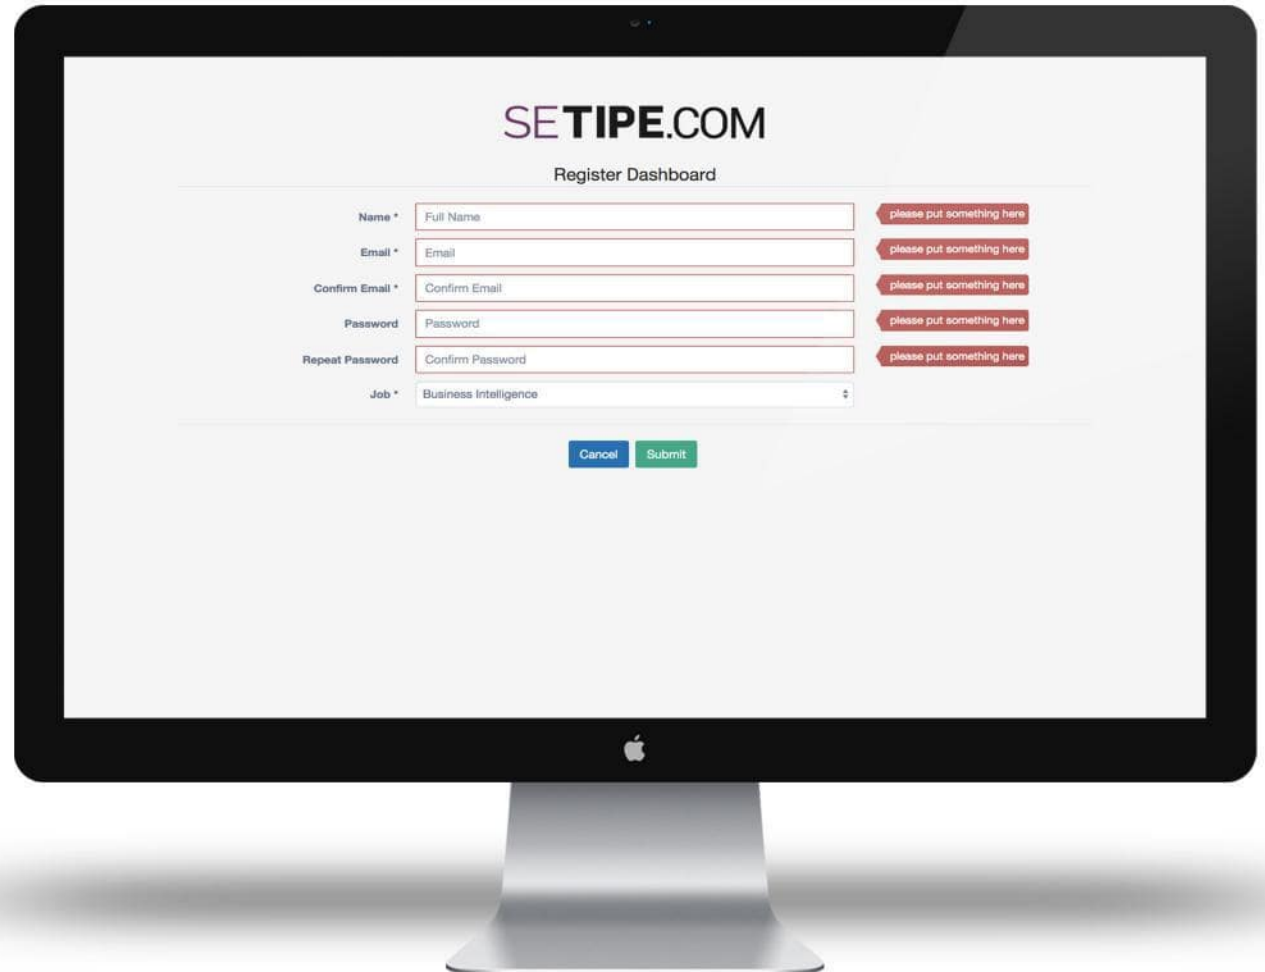 SETIPE.COM
Register Dashboard
Name * Full Name please put something here
Email * Email please put something here
Confirm Email * Confirm Email please put something here
Password Password please put something here
Repeat Password Confirm Password please put something here
Job * Business Intelligence
Cancel Submit